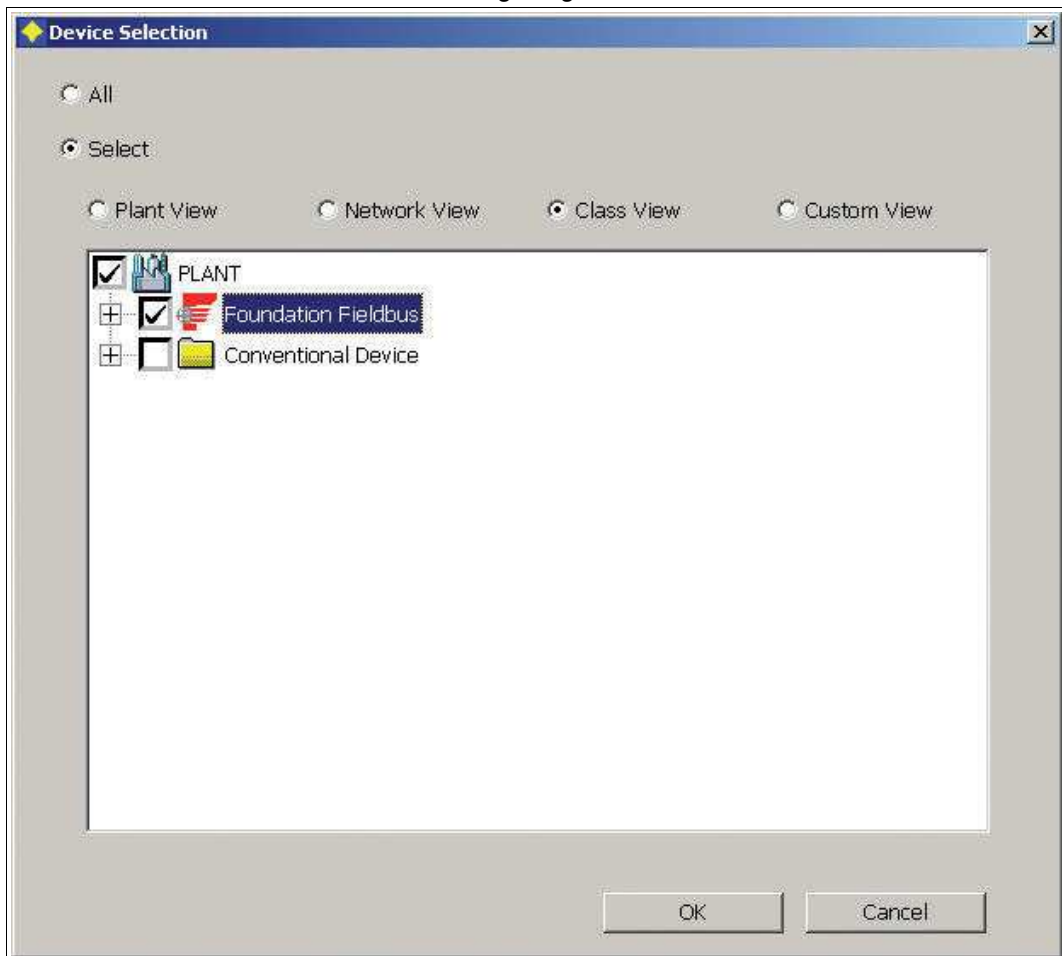 Device Selection
All
Select
Plant View Network View Class View Custom View
PLANT
Foundation Fieldbus
Conventional Device
OK Cancel